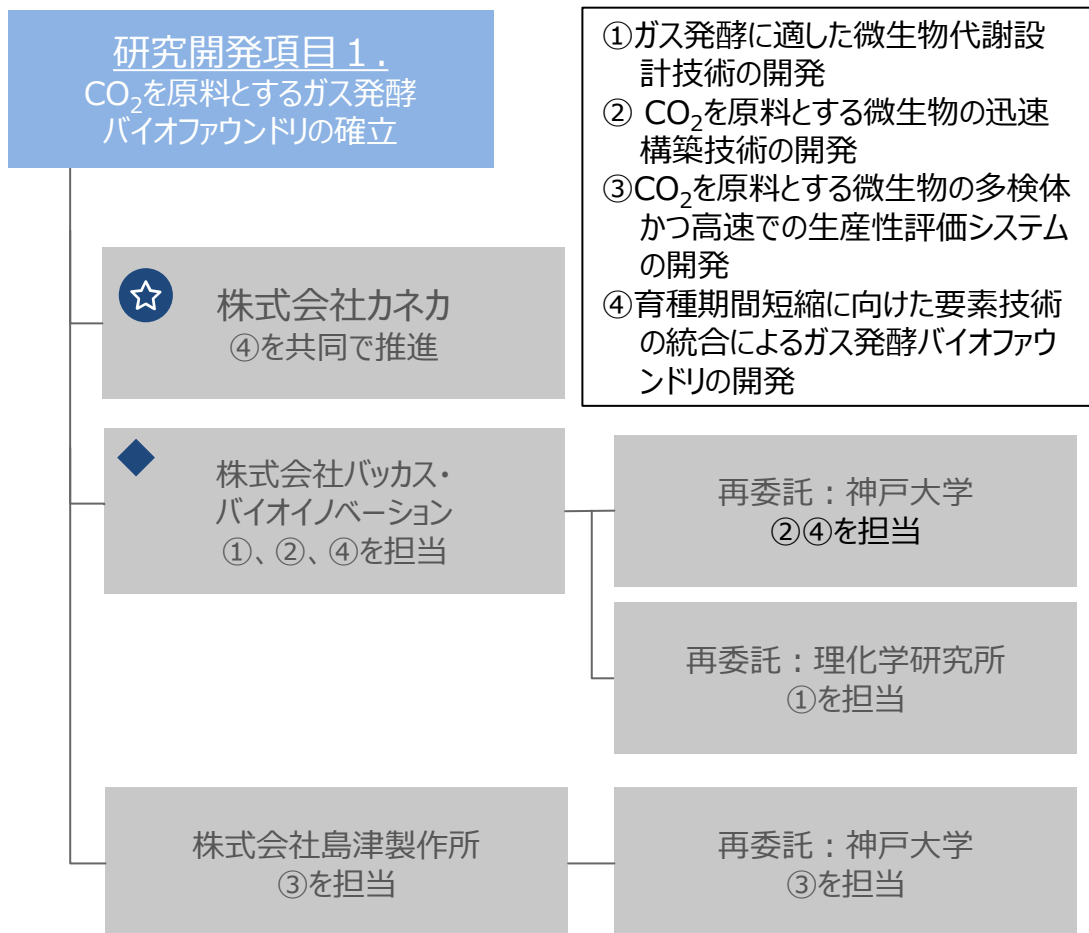 研究開発項目１.
CO₂を原料とするガス発酵
バイオファウンドリの確立
①ガス発酵に適した微生物代謝設
計技術の開発
② CO₂を原料とする微生物の迅速
構築技術の開発
③CO₂を原料とする微生物の多検体
かつ高速での生産性評価システム
の開発
④育種期間短縮に向けた要素技術
の統合によるガス発酵バイオファウ
ンドリの開発
株式会社カネカ
④を共同で推進
株式会社バッカス・
バイオイノベーション
①、②、④を担当
再委託：神戸大学
②④を担当
再委託：理化学研究所
①を担当
株式会社島津製作所
③を担当
再委託：神戸大学
③を担当